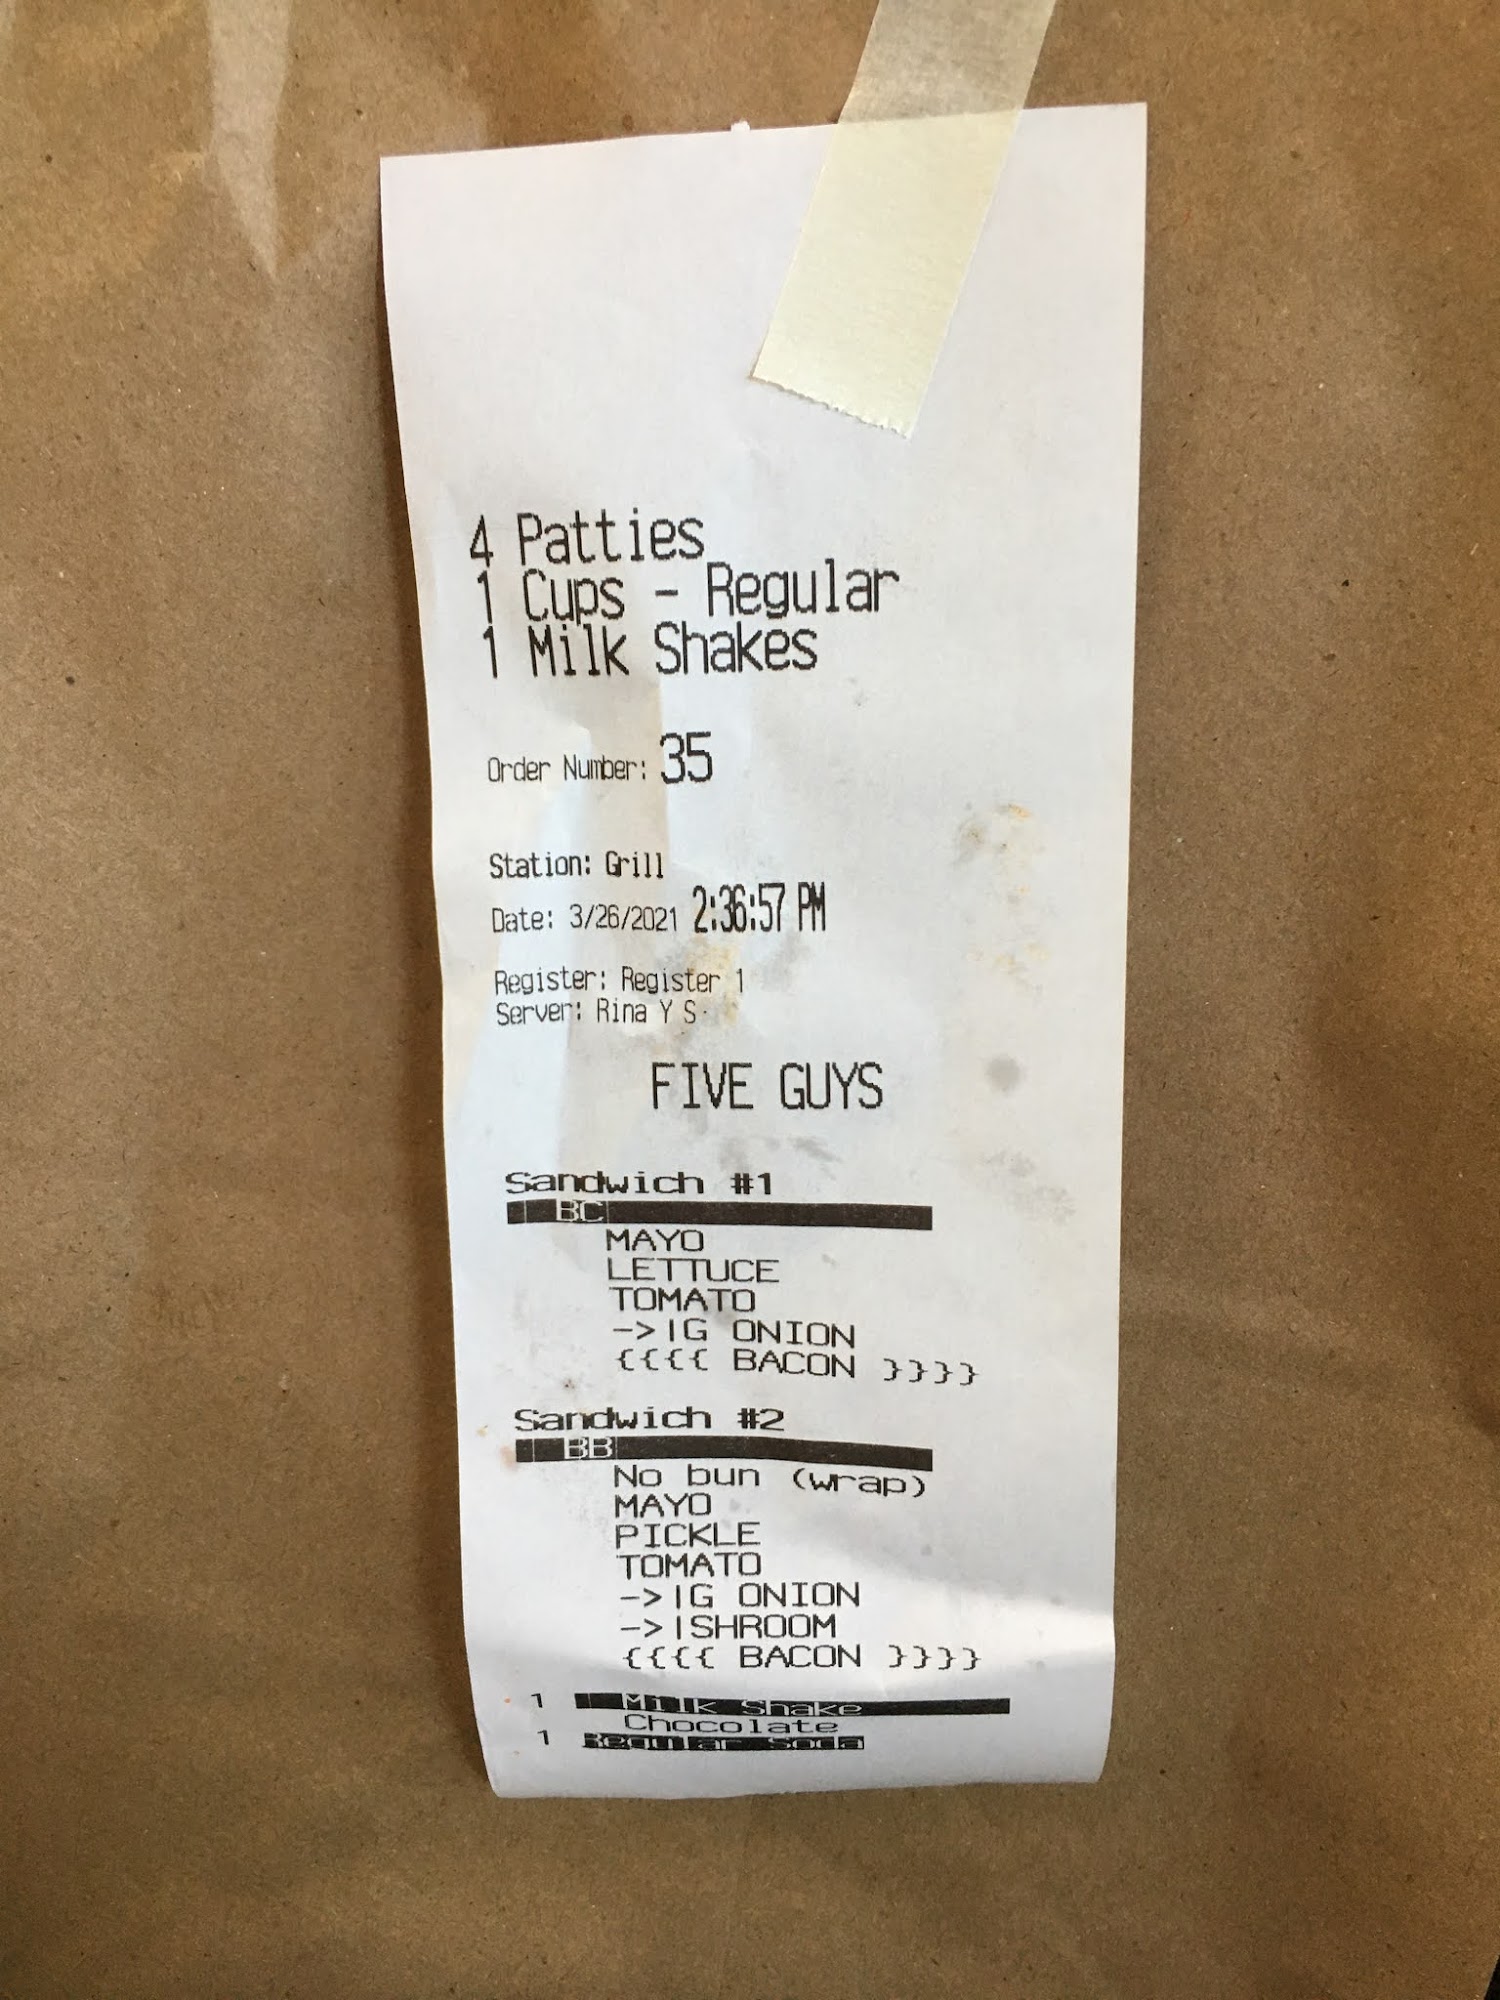 4 Patties
1 Cups - Regular
1 Milk Shakes
Order Number: 35
Station: Grill
Date: 3/26/2021 2:36:57 PM
Register: Register 1
Server: Rina Y S
FIVE GUYS
Sandwich #1
BC
MAYO
LETTUCE
TOMATO
->|G ONION
{{{{ BACON }}}}
Sandwich #2
BB
No bun (wrap)
MAYO
PICKLE
TOMATO
->|G ONION
->|SHROOM
{{{{ BACON }}}}
1 Milk Shake
Chocolate
1 Regular Soda